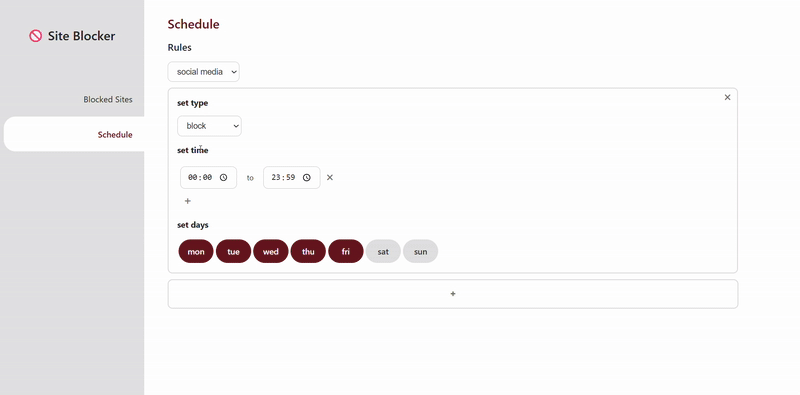 Site Blocker
Blocked Sites
Schedule
Schedule
Rules
social media
set type
block
set time
00:00 to 23:59
+
set days
mon tue wed thu fri sat sun
+